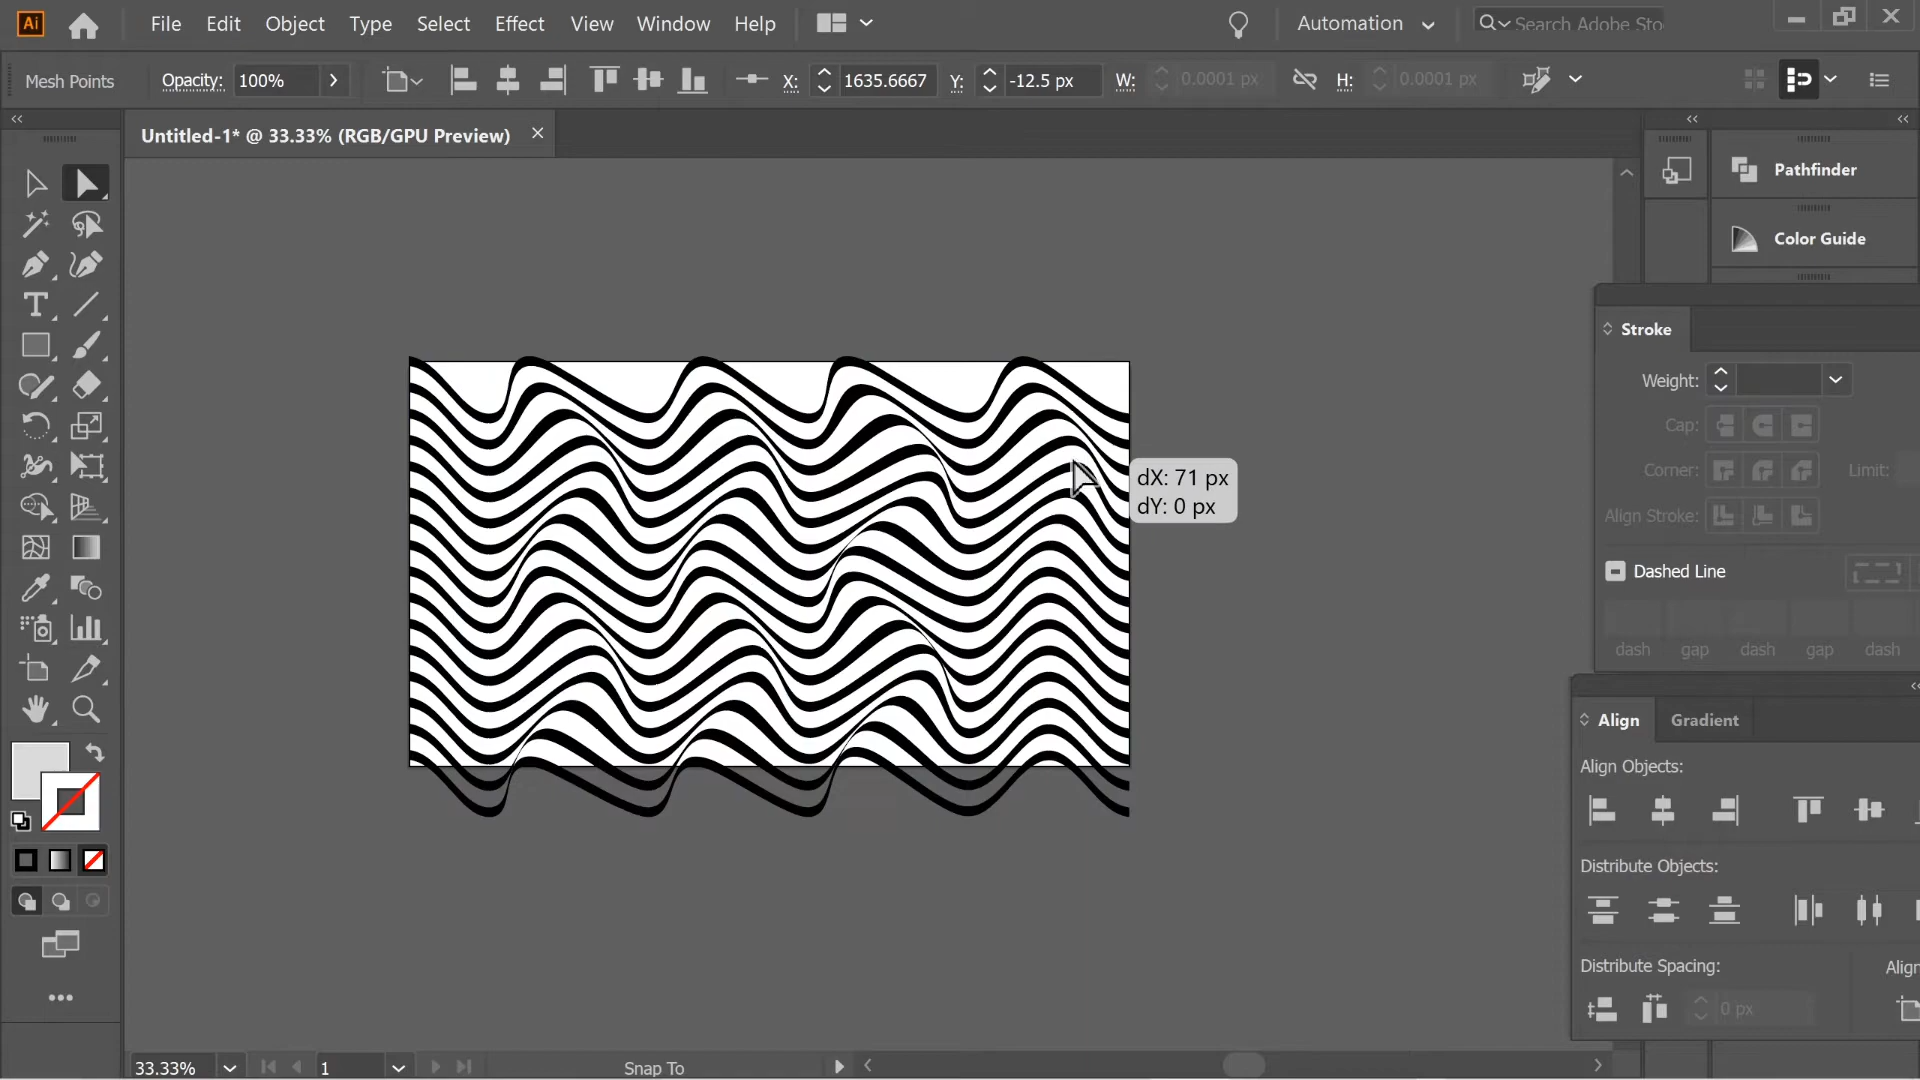 Ai File Edit Object Type Select Effect View Window Help Automation Search Adobe Sto
Mesh Points Opacity: 100% X: 1635.6667 Y: -12.5 px W: 0.0001 px H: 0.0001 px
Untitled-1* @ 33.33% (RGB/GPU Preview)
Pathfinder
Color Guide
Stroke
Weight:
Cap:
Corner: Limit:
dX: 71 px
dY: 0 px
Align Stroke:
Dashed Line
dash gap dash gap dash
Align Gradient
Align Objects:
Distribute Objects:
Distribute Spacing: Align
0 px
33.33% 1 Snap To